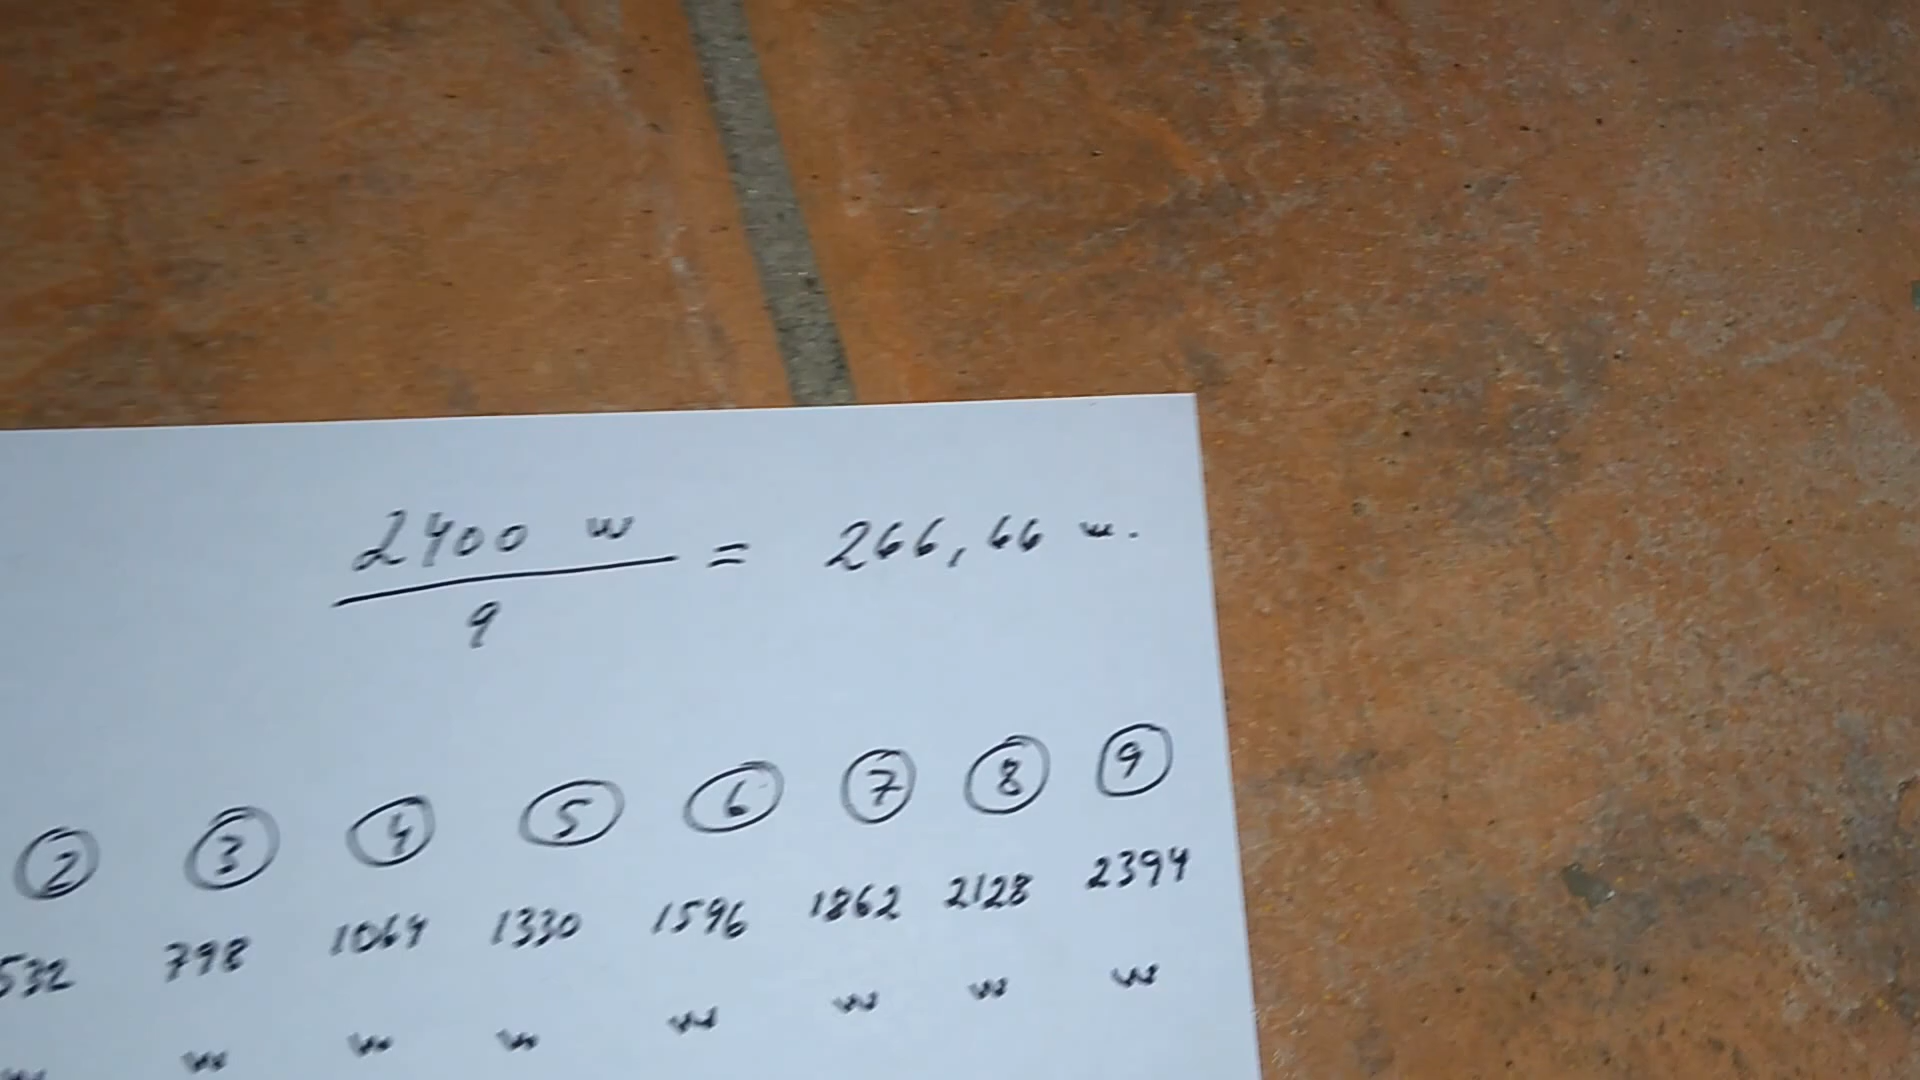 2400 w
9
= 266,66 w.
2 3 4 5 6 7 8 9
532 798 1064 1330 1596 1862 2128 2394
w w w w w w w w